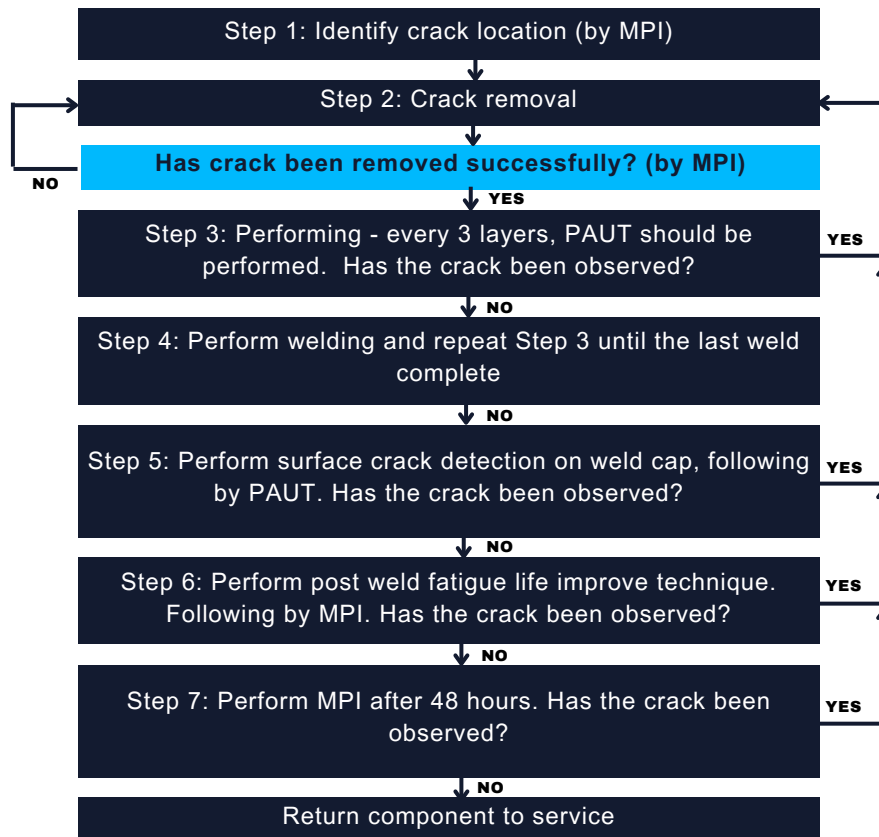 Step 1: Identify crack location (by MPI)
Step 2: Crack removal
Has crack been removed successfully? (by MPI)
NO
YES
Step 3: Performing - every 3 layers, PAUT should be
performed. Has the crack been observed?
YES
NO
Step 4: Perform welding and repeat Step 3 until the last weld
complete
NO
Step 5: Perform surface crack detection on weld cap, following
by PAUT. Has the crack been observed?
YES
NO
Step 6: Perform post weld fatigue life improve technique.
Following by MPI. Has the crack been observed?
YES
NO
Step 7: Perform MPI after 48 hours. Has the crack been
observed?
YES
NO
Return component to service